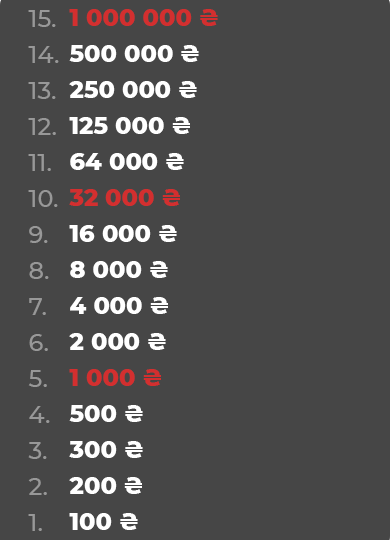 15. 1 000 000 ₴
14. 500 000 ₴
13. 250 000 ₴
12. 125 000 ₴
11. 64 000 ₴
10. 32 000 ₴
9. 16 000 ₴
8. 8 000 ₴
7. 4 000 ₴
6. 2 000 ₴
5. 1 000 ₴
4. 500 ₴
3. 300 ₴
2. 200 ₴
1. 100 ₴